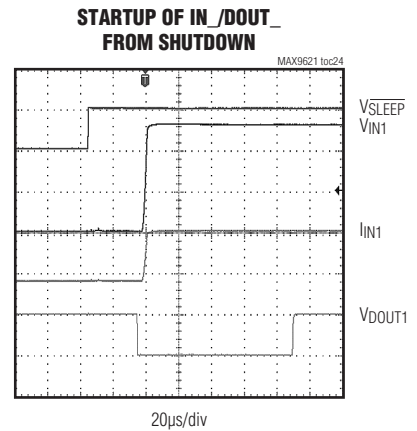 STARTUP OF IN_/DOUT_
FROM SHUTDOWN
MAX9621 toc24
VSLEEP
VIN1
IIN1
VDOUT1
20µs/div